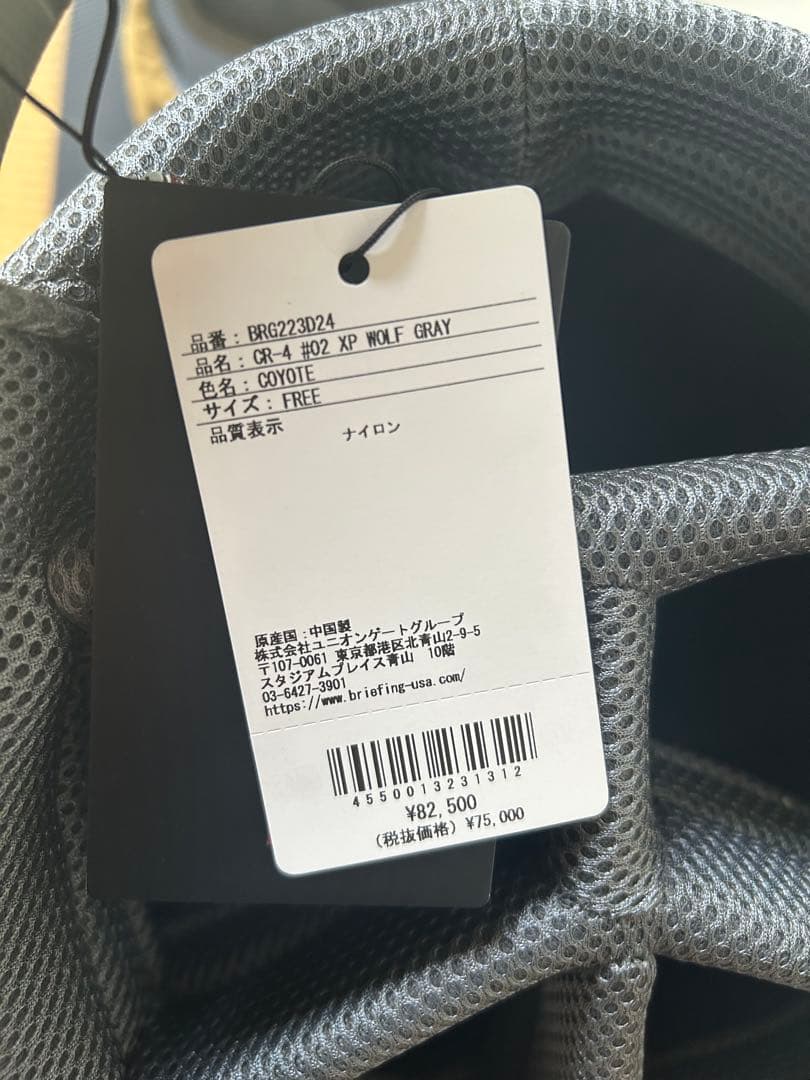 品番：BRG223D24
品名：CR-4 #02 XP WOLF GRAY
色名：COYOTE
サイズ：FREE
品質表示 ナイロン
原産国：中国製
株式会社ユニオンゲートグループ
〒107-0061 東京都港区北青山2-9-5
スタジアムプレイス青山 10階
03-6427-3901
https://www.briefing-usa.com/
4550013231312
¥82,500
(税抜価格) ¥75,000